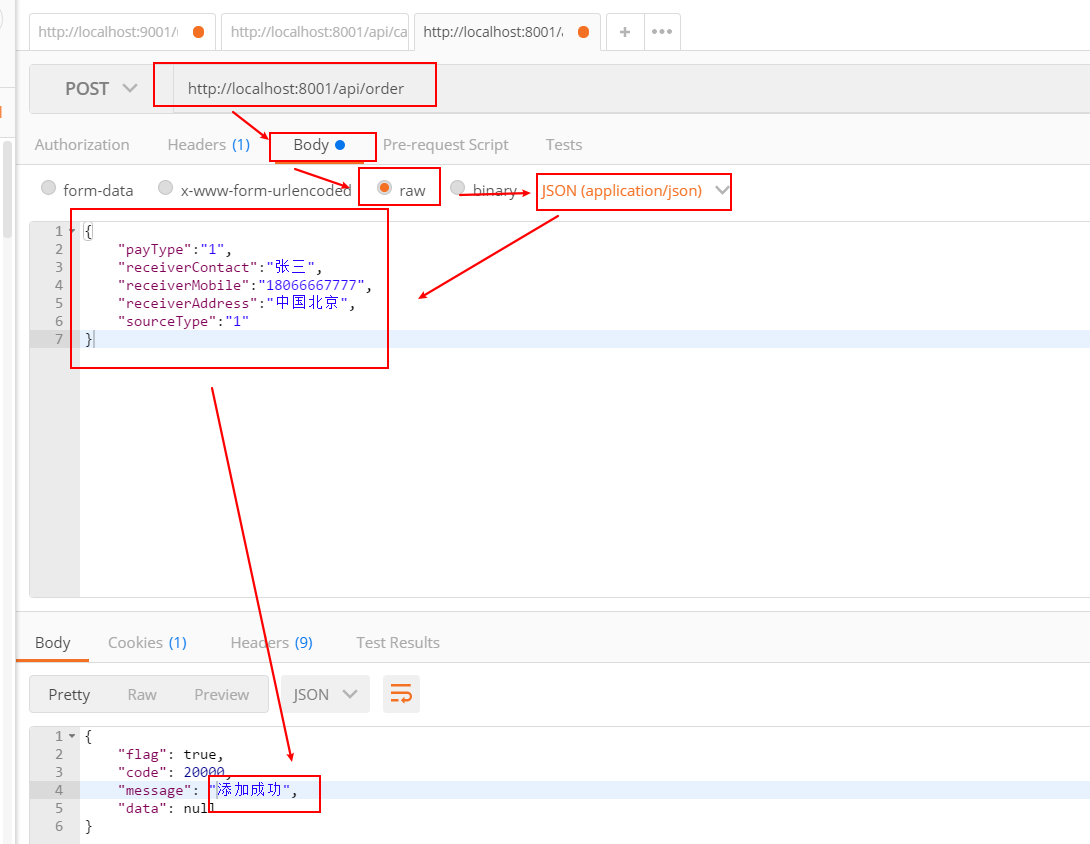 http://localhost:9001/ http://localhost:8001/api/ca http://localhost:8001/ + •••
POST http://localhost:8001/api/order
Authorization Headers (1) Body Pre-request Script Tests
form-data x-www-form-urlencoded raw binary JSON (application/json)
1 {
2 "payType":"1",
3 "receiverContact":"张三",
4 "receiverMobile":"18066667777",
5 "receiverAddress":"中国北京",
6 "sourceType":"1"
7 }
Body Cookies (1) Headers (9) Test Results
Pretty Raw Preview JSON
1 {
2 "flag": true,
3 "code": 20000,
4 "message": "添加成功",
5 "data": null
6 }